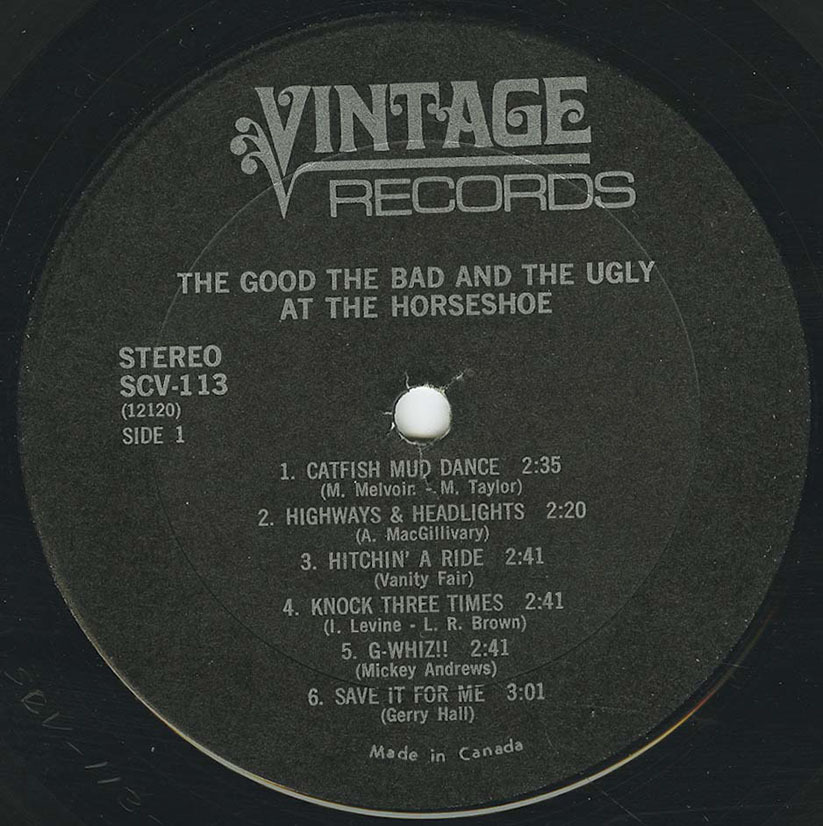 VINTAGE
RECORDS
THE GOOD THE BAD AND THE UGLY
AT THE HORSESHOE
STEREO
SCV-113
(12120)
SIDE 1
1. CATFISH MUD DANCE 2:35
(M. Melvoin - M. Taylor)
2. HIGHWAYS & HEADLIGHTS 2:20
(A. MacGillivary)
3. HITCHIN' A RIDE 2:41
(Vanity Fair)
4. KNOCK THREE TIMES 2:41
(I. Levine - L. R. Brown)
5. G-WHIZ!! 2:41
(Mickey Andrews)
6. SAVE IT FOR ME 3:01
(Gerry Hall)
Made in Canada
SCV-113-